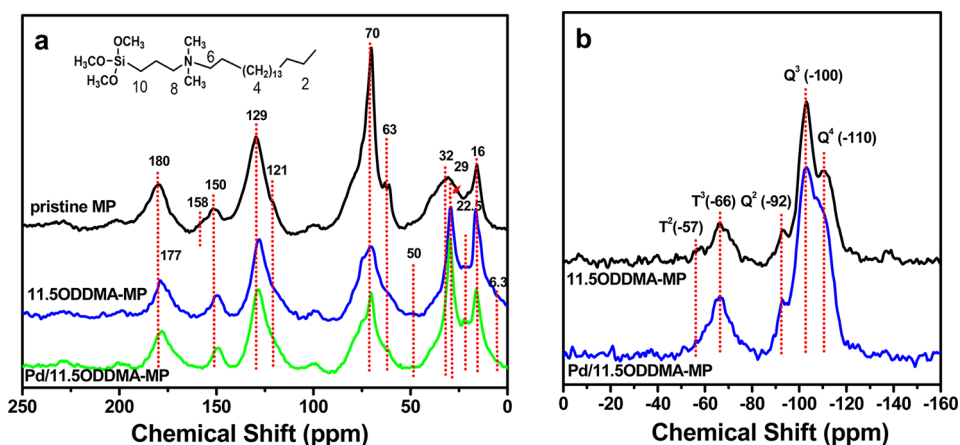 a
OCH₃
H₃CO Si
H₃CO
CH₃
N
CH₃
(CH₂)₁₃
10
8
6
4
2
70
180
158
150
129
121
63
32
29
16
22.5
pristine MP
177
50
6.3
11.5ODDMA-MP
Pd/11.5ODDMA-MP
250 200 150 100 50 0
Chemical Shift (ppm)
b
Q³ (-100)
Q⁴ (-110)
T³(-66) Q² (-92)
T²(-57)
11.5ODDMA-MP
Pd/11.5ODDMA-MP
0 -20 -40 -60 -80 -100 -120 -140 -160
Chemical Shift (ppm)